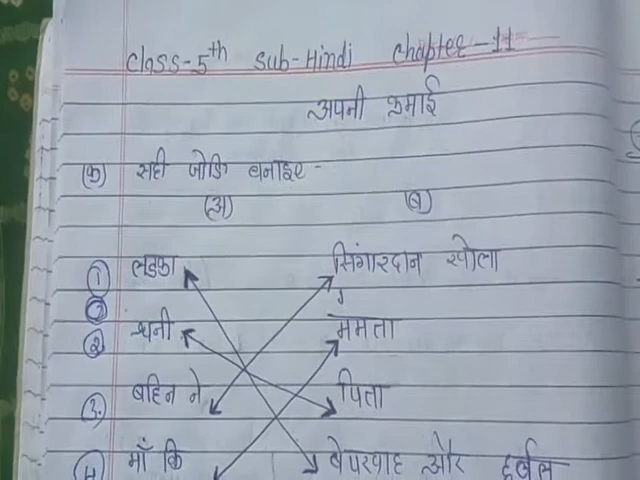 class-5th sub-Hindi chapter-11
अपनी कमाई
(क) सही जोडि बनाइए -
(अ) (ब)
1 लडका सिंगारदान खोला
2 धनी ममता
3. बहिन ने पिता
4 माँ कि बेपरवाह और दुर्बल